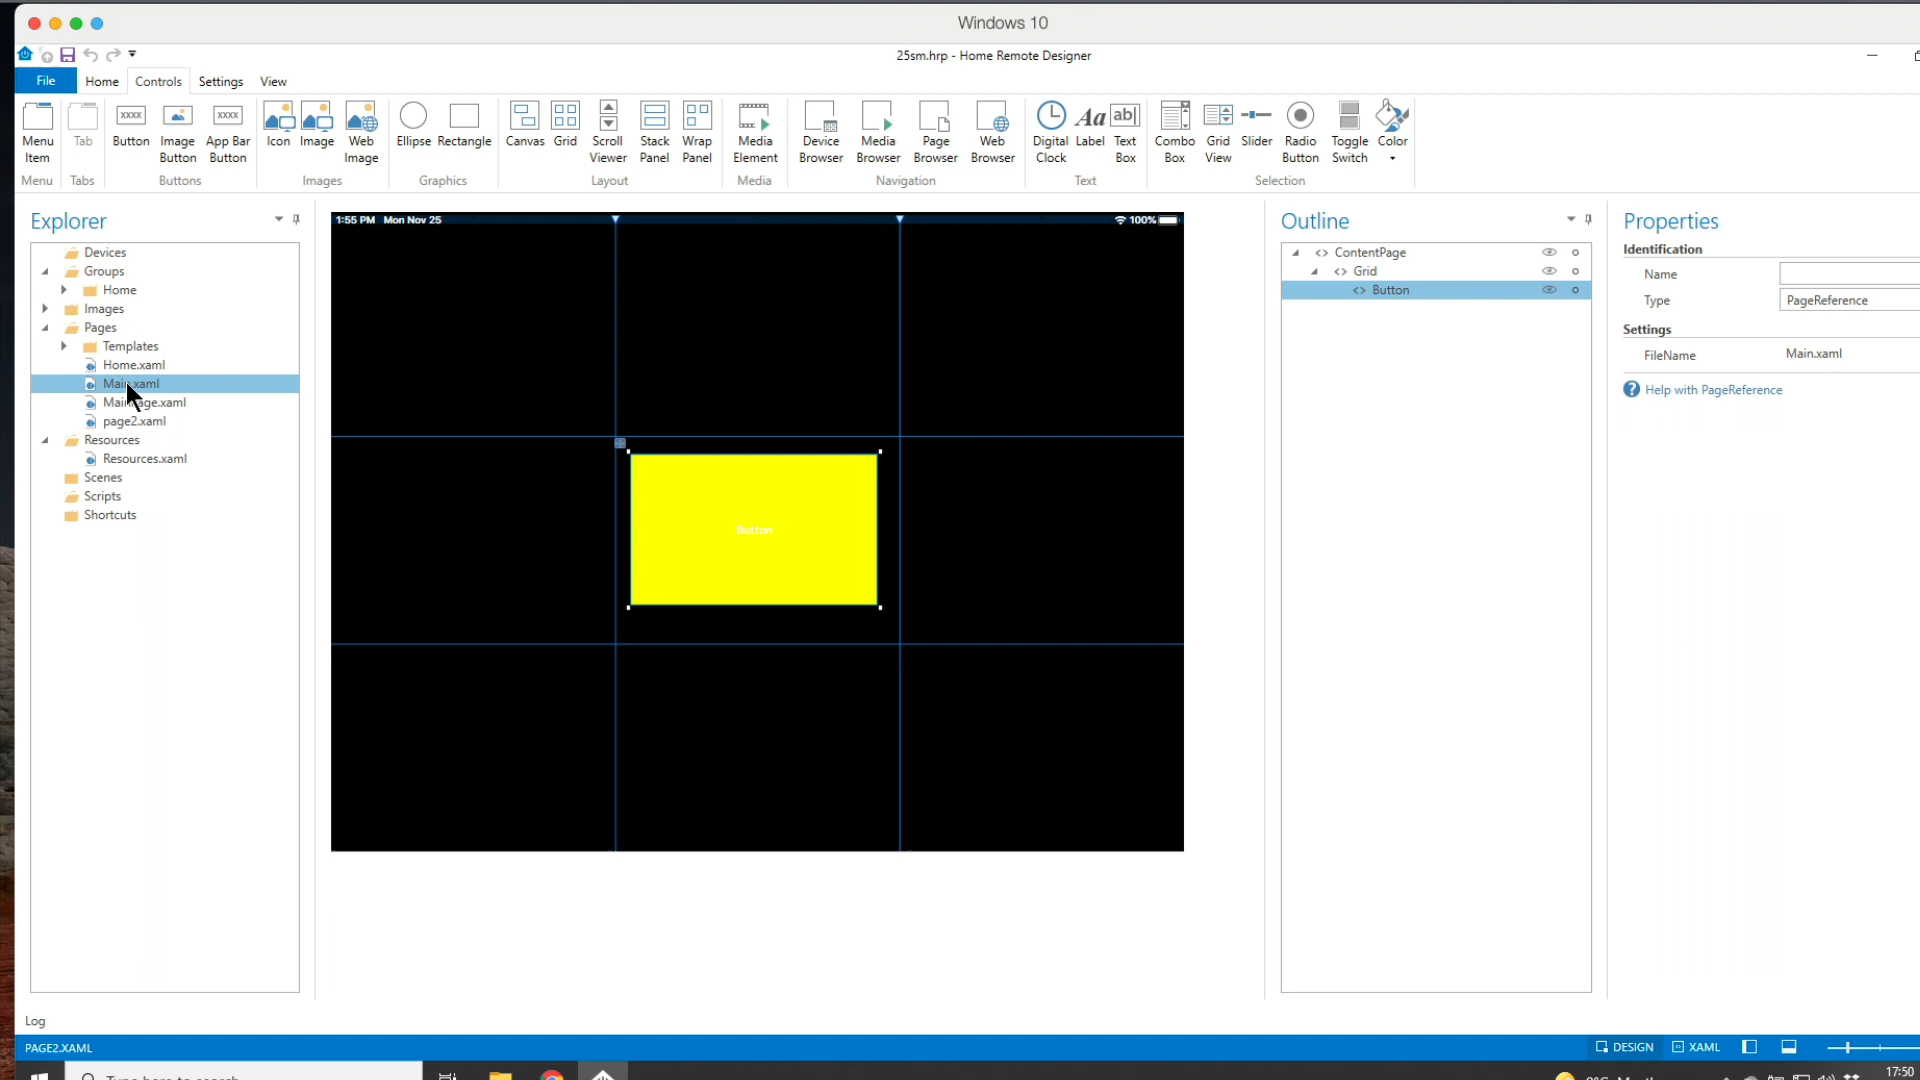 Windows 10
25sm.hrp - Home Remote Designer
File Home Controls Settings View
Menu Item
Tab
Button
Image Button
App Bar Button
Icon
Image
Web Image
Ellipse
Rectangle
Canvas
Grid
Scroll Viewer
Stack Panel
Wrap Panel
Media Element
Device Browser
Media Browser
Page Browser
Web Browser
Digital Clock
Label
Text Box
Combo Box
Grid View
Slider
Radio Button
Toggle Switch
Color
Menu Tabs Buttons Images Graphics Layout Media Navigation Text Selection
Explorer
Devices
Groups
Home
Images
Pages
Templates
Home.xaml
Main.xaml
page2.xaml
Resources
Resources.xaml
Scenes
Scripts
Shortcuts
1:55 PM Mon Nov 25
100%
Button
Outline
ContentPage
Grid
Button
Properties
Identification
Name
Type PageReference
Settings
FileName Main.xaml
Help with PageReference
Log
PAGE2.XAML
DESIGN XAML
17:50